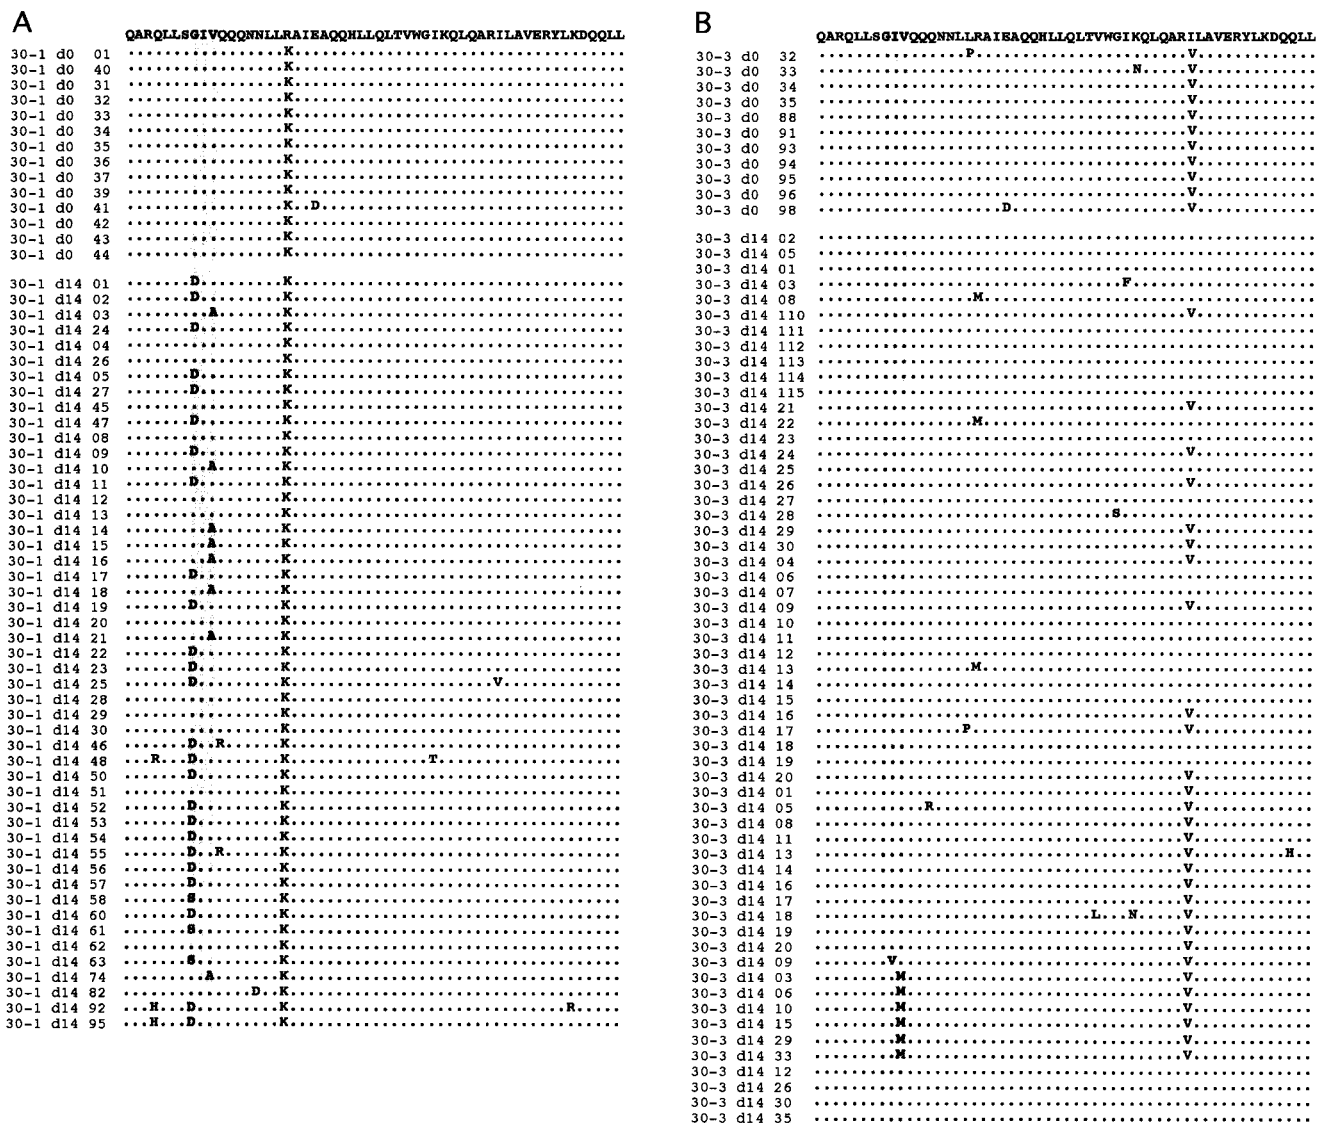 A
QARQLLSGIVQQQNNLLRAIEAQQHLLQLTVWGIKQLQARILAVERYLKDQQLL
30-1 d0 01 .................K....................................
30-1 d0 40 .................K....................................
30-1 d0 31 .................K....................................
30-1 d0 32 .................K....................................
30-1 d0 33 .................K....................................
30-1 d0 34 .................K....................................
30-1 d0 35 .................K....................................
30-1 d0 36 .................K....................................
30-1 d0 37 .................K....................................
30-1 d0 39 .................K....................................
30-1 d0 41 .................K..D.................................
30-1 d0 42 .................K....................................
30-1 d0 43 .................K....................................
30-1 d0 44 .................K....................................
30-1 d14 01 .......D.........K....................................
30-1 d14 02 .......D.........K....................................
30-1 d14 03 .........A.......K....................................
30-1 d14 24 .......D.........K....................................
30-1 d14 04 .................K....................................
30-1 d14 26 .................K....................................
30-1 d14 05 .......D.........K....................................
30-1 d14 27 .......D.........K....................................
30-1 d14 45 .................K....................................
30-1 d14 47 .......D.........K....................................
30-1 d14 08 .................K....................................
30-1 d14 09 .......D.........K....................................
30-1 d14 10 .........A.......K....................................
30-1 d14 11 .......D.........K....................................
30-1 d14 12 .................K....................................
30-1 d14 13 .................K....................................
30-1 d14 14 .........A.......K....................................
30-1 d14 15 .........A.......K....................................
30-1 d14 16 .........A.......K....................................
30-1 d14 17 .......D.........K....................................
30-1 d14 18 .........A.......K....................................
30-1 d14 19 .......D.........K....................................
30-1 d14 20 .................K....................................
30-1 d14 21 .........A.......K....................................
30-1 d14 22 .......D.........K....................................
30-1 d14 23 .......D.........K....................................
30-1 d14 25 .......D.........K......................V.............
30-1 d14 28 .................K....................................
30-1 d14 29 .................K....................................
30-1 d14 30 .................K....................................
30-1 d14 46 .......D..R......K....................................
30-1 d14 48 ...R...D.........K...............T....................
30-1 d14 50 .......D.........K....................................
30-1 d14 51 .................K....................................
30-1 d14 52 .......D.........K....................................
30-1 d14 53 .......D.........K....................................
30-1 d14 54 .......D.........K....................................
30-1 d14 55 .......D..R......K....................................
30-1 d14 56 .......D.........K....................................
30-1 d14 57 .......D.........K....................................
30-1 d14 58 .......S.........K....................................
30-1 d14 60 .......D.........K....................................
30-1 d14 61 .......S.........K....................................
30-1 d14 62 .................K....................................
30-1 d14 63 .......S.........K....................................
30-1 d14 74 .........A.......K....................................
30-1 d14 82 ..............D..K....................................
30-1 d14 92 ...H...D.........K..............................R.....
30-1 d14 95 ...H...D.........K....................................
B
QARQLLSGIVQQQNNLLRAIEAQQHLLQLTVWGIKQLQARILAVERYLKDQQLL
30-3 d0 32 ................P.......................V.............
30-3 d0 33 ..................................N.....V.............
30-3 d0 34 ........................................V.............
30-3 d0 35 ........................................V.............
30-3 d0 88 ........................................V.............
30-3 d0 91 ........................................V.............
30-3 d0 93 ........................................V.............
30-3 d0 94 ........................................V.............
30-3 d0 95 ........................................V.............
30-3 d0 96 ........................................V.............
30-3 d0 98 ....................D...................V.............
30-3 d14 02 ......................................................
30-3 d14 05 ......................................................
30-3 d14 01 ......................................................
30-3 d14 03 .................................F....................
30-3 d14 08 .................M....................................
30-3 d14 110 ........................................V.............
30-3 d14 111 ......................................................
30-3 d14 112 ......................................................
30-3 d14 113 ......................................................
30-3 d14 114 ......................................................
30-3 d14 115 ......................................................
30-3 d14 21 ........................................V.............
30-3 d14 22 .................M....................................
30-3 d14 23 ......................................................
30-3 d14 24 ........................................V.............
30-3 d14 25 ......................................................
30-3 d14 26 ........................................V.............
30-3 d14 27 ......................................................
30-3 d14 28 ................................S.....................
30-3 d14 29 ........................................V.............
30-3 d14 30 ........................................V.............
30-3 d14 04 ........................................V.............
30-3 d14 06 ......................................................
30-3 d14 07 ......................................................
30-3 d14 09 ........................................V.............
30-3 d14 10 ......................................................
30-3 d14 11 ......................................................
30-3 d14 12 ......................................................
30-3 d14 13 .................M....................................
30-3 d14 14 ......................................................
30-3 d14 15 ......................................................
30-3 d14 16 ........................................V.............
30-3 d14 17 ................P.......................V.............
30-3 d14 18 ......................................................
30-3 d14 19 ......................................................
30-3 d14 20 ........................................V.............
30-3 d14 01 ........................................V.............
30-3 d14 05 ............R...........................V.............
30-3 d14 08 ........................................V.............
30-3 d14 11 ........................................V.............
30-3 d14 13 ........................................V..........H..
30-3 d14 14 ........................................V.............
30-3 d14 16 ........................................V.............
30-3 d14 17 ........................................V.............
30-3 d14 18 ..............................L...N.....V.............
30-3 d14 19 ........................................V.............
30-3 d14 20 ........................................V.............
30-3 d14 09 ........V...............................V.............
30-3 d14 03 .........M..............................V.............
30-3 d14 06 .........M..............................V.............
30-3 d14 10 .........M..............................V.............
30-3 d14 15 .........M..............................V.............
30-3 d14 29 .........M..............................V.............
30-3 d14 33 .........M..............................V.............
30-3 d14 12 ......................................................
30-3 d14 26 ......................................................
30-3 d14 30 ......................................................
30-3 d14 35 ......................................................